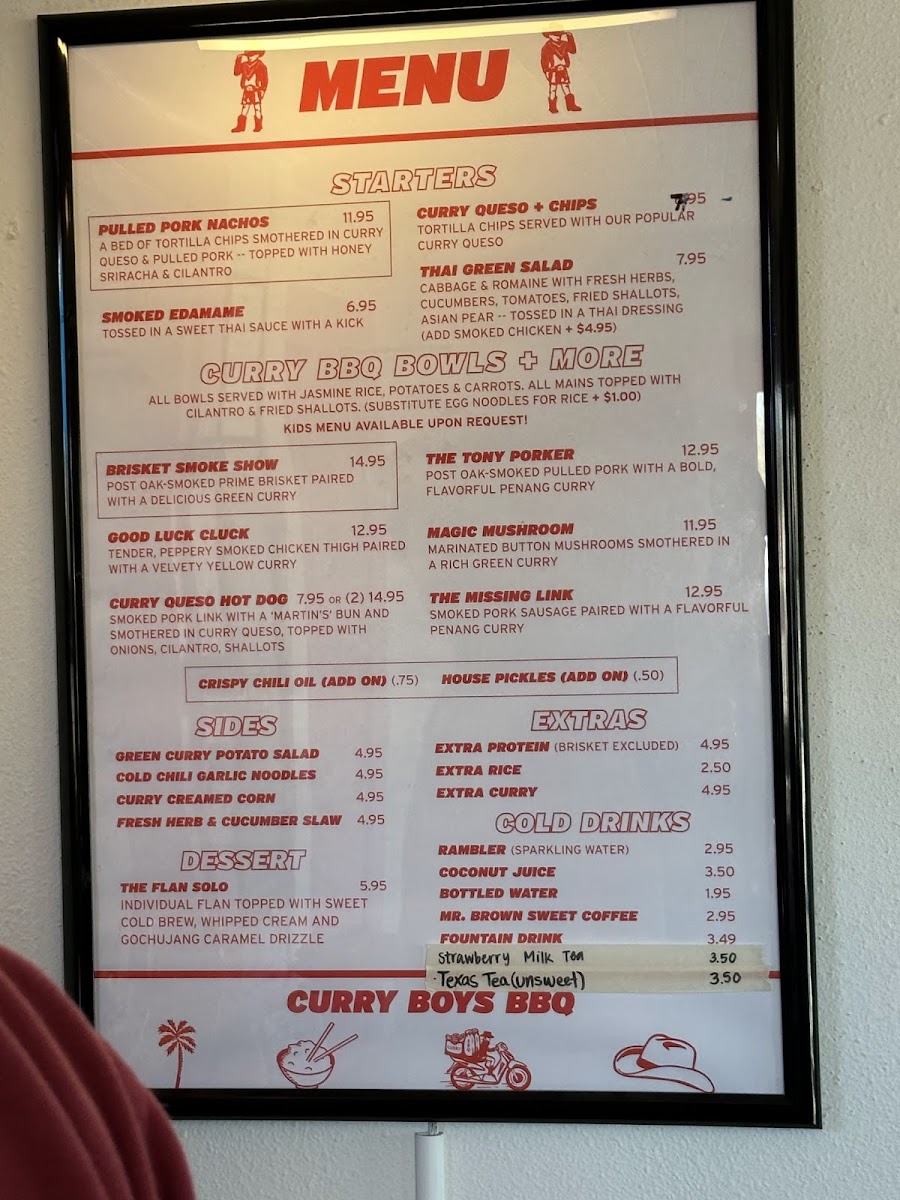 MENU
STARTERS
PULLED PORK NACHOS 11.95
A BED OF TORTILLA CHIPS SMOTHERED IN CURRY
QUESO & PULLED PORK -- TOPPED WITH HONEY
SRIRACHA & CILANTRO
SMOKED EDAMAME 6.95
TOSSED IN A SWEET THAI SAUCE WITH A KICK
CURRY QUESO + CHIPS 7.95
TORTILLA CHIPS SERVED WITH OUR POPULAR
CURRY QUESO
THAI GREEN SALAD 7.95
CABBAGE & ROMAINE WITH FRESH HERBS,
CUCUMBERS, TOMATOES, FRIED SHALLOTS,
ASIAN PEAR -- TOSSED IN A THAI DRESSING
(ADD SMOKED CHICKEN + $4.95)
CURRY BBQ BOWLS + MORE
ALL BOWLS SERVED WITH JASMINE RICE, POTATOES & CARROTS. ALL MAINS TOPPED WITH
CILANTRO & FRIED SHALLOTS. (SUBSTITUTE EGG NOODLES FOR RICE + $1.00)
KIDS MENU AVAILABLE UPON REQUEST!
BRISKET SMOKE SHOW 14.95
POST OAK-SMOKED PRIME BRISKET PAIRED
WITH A DELICIOUS GREEN CURRY
GOOD LUCK CLUCK 12.95
TENDER, PEPPERY SMOKED CHICKEN THIGH PAIRED
WITH A VELVETY YELLOW CURRY
CURRY QUESO HOT DOG 7.95 OR (2) 14.95
SMOKED PORK LINK WITH A 'MARTIN'S' BUN AND
SMOTHERED IN CURRY QUESO, TOPPED WITH
ONIONS, CILANTRO, SHALLOTS
THE TONY PORKER 12.95
POST OAK-SMOKED PULLED PORK WITH A BOLD,
FLAVORFUL PENANG CURRY
MAGIC MUSHROOM 11.95
MARINATED BUTTON MUSHROOMS SMOTHERED IN
A RICH GREEN CURRY
THE MISSING LINK 12.95
SMOKED PORK SAUSAGE PAIRED WITH A FLAVORFUL
PENANG CURRY
CRISPY CHILI OIL (ADD ON) (.75) HOUSE PICKLES (ADD ON) (.50)
SIDES
GREEN CURRY POTATO SALAD 4.95
COLD CHILI GARLIC NOODLES 4.95
CURRY CREAMED CORN 4.95
FRESH HERB & CUCUMBER SLAW 4.95
DESSERT
THE FLAN SOLO 5.95
INDIVIDUAL FLAN TOPPED WITH SWEET
COLD BREW, WHIPPED CREAM AND
GOCHUJANG CARAMEL DRIZZLE
EXTRAS
EXTRA PROTEIN (BRISKET EXCLUDED) 4.95
EXTRA RICE 2.50
EXTRA CURRY 4.95
COLD DRINKS
RAMBLER (SPARKLING WATER) 2.95
COCONUT JUICE 3.50
BOTTLED WATER 1.95
MR. BROWN SWEET COFFEE 2.95
FOUNTAIN DRINK 3.49
Strawberry Milk Tea 3.50
·Texas Tea (unsweet) 3.50
CURRY BOYS BBQ